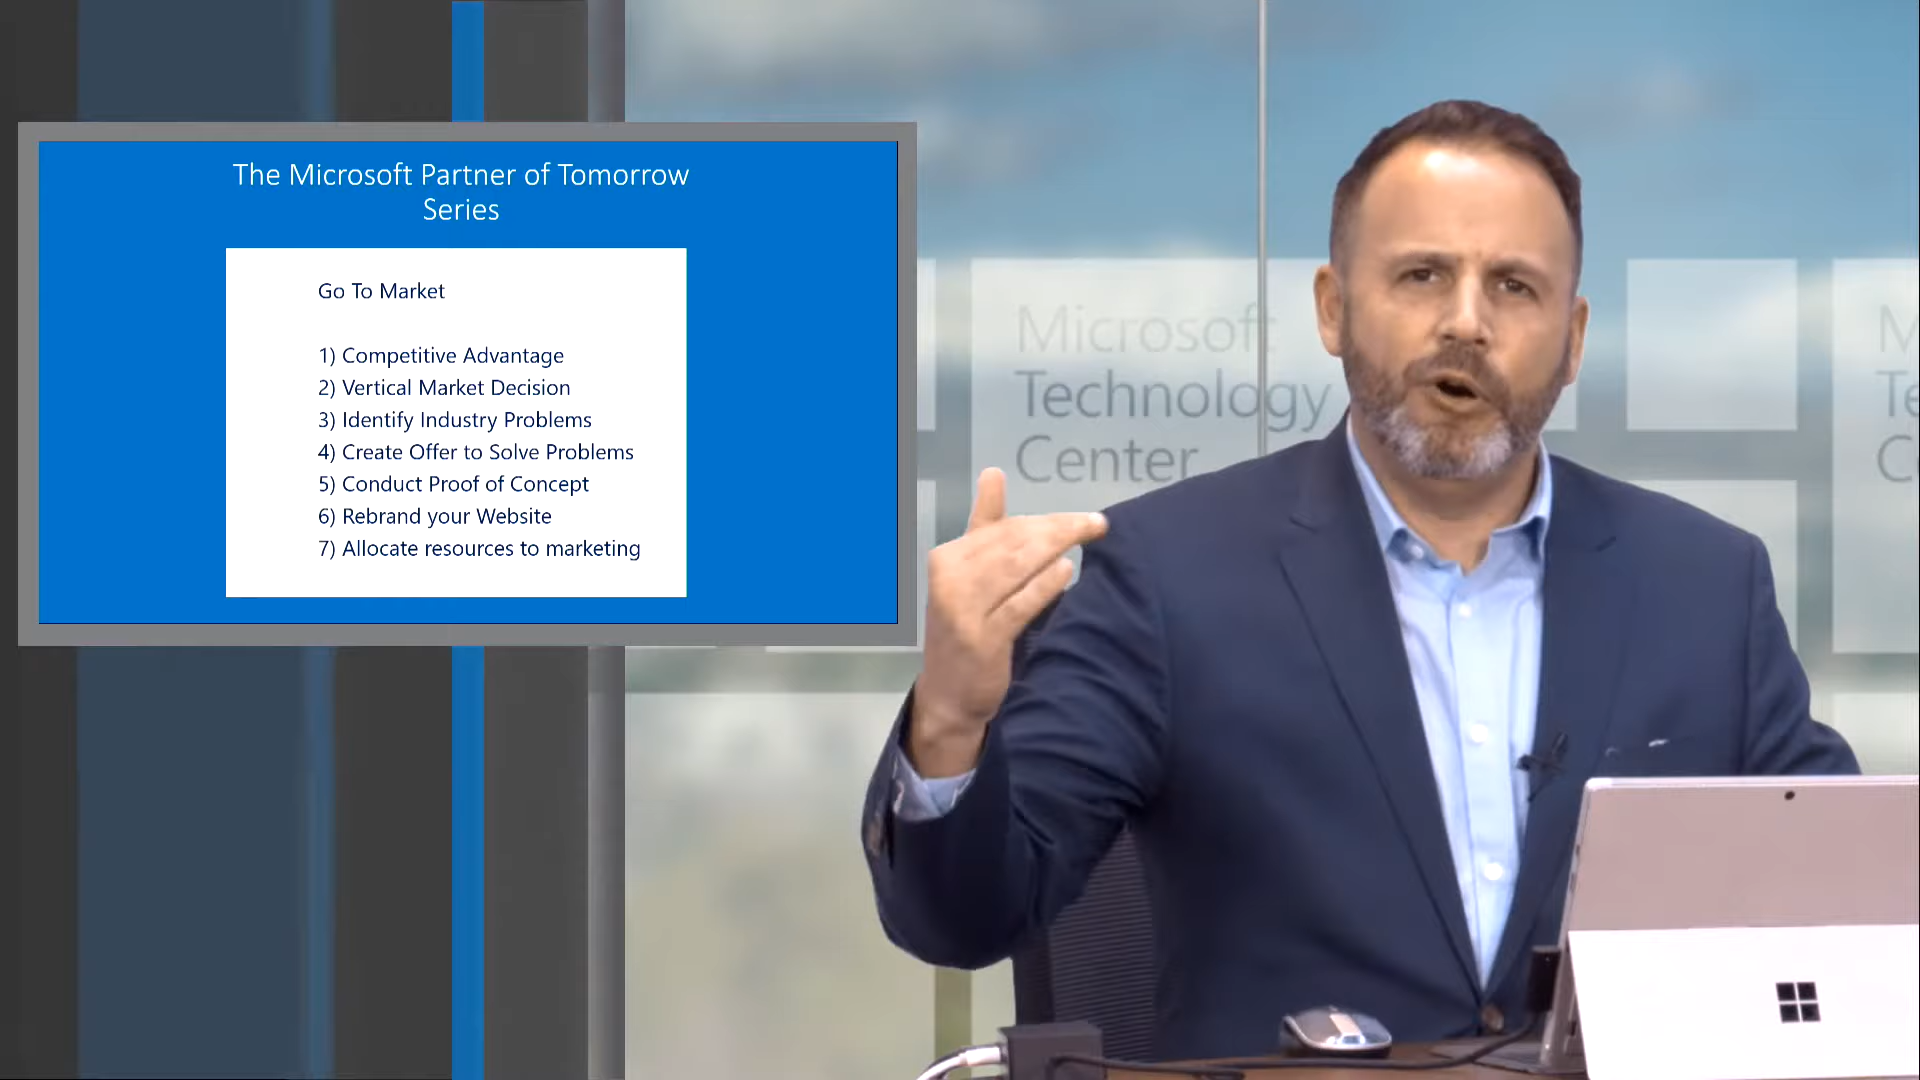 The Microsoft Partner of Tomorrow
Series
Go To Market
1) Competitive Advantage
2) Vertical Market Decision
3) Identify Industry Problems
4) Create Offer to Solve Problems
5) Conduct Proof of Concept
6) Rebrand your Website
7) Allocate resources to marketing
Microsoft
Technology
Center